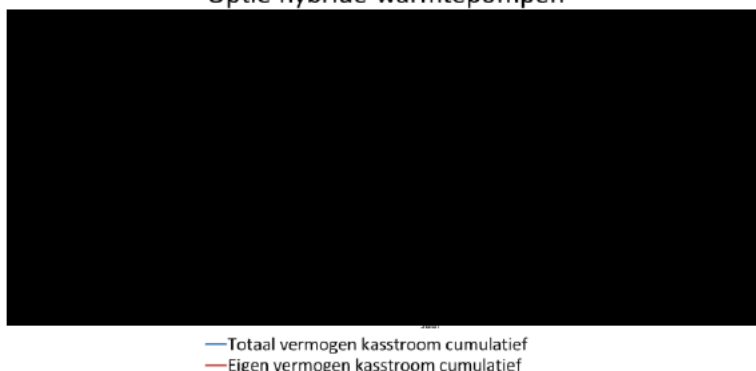 Optie hybride warmtepompen
Totaal vermogen kasstroom cumulatief
Eigen vermogen kasstroom cumulatief